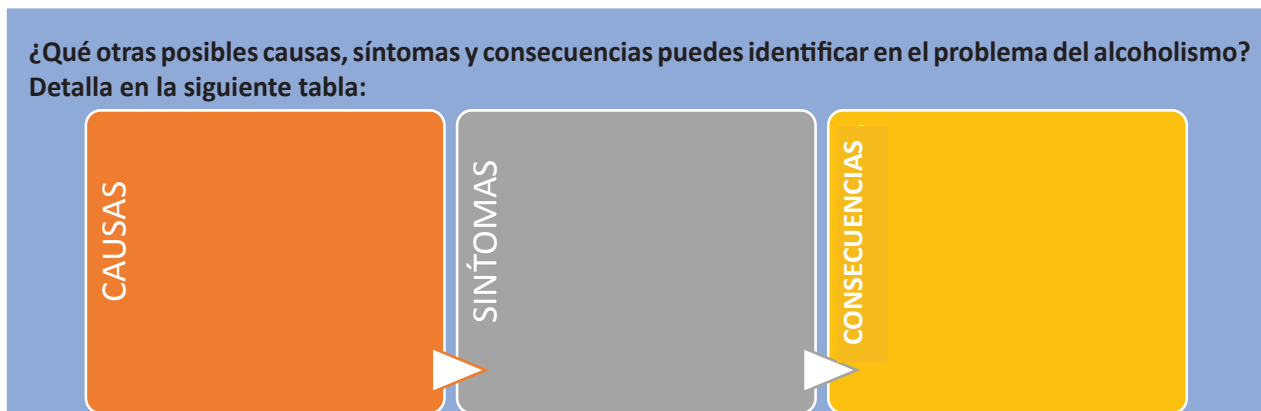 ¿Qué otras posibles causas, síntomas y consecuencias puedes identificar en el problema del alcoholismo?
Detalla en la siguiente tabla:
CAUSAS
SINTOMAS
CONSECUENCIAS